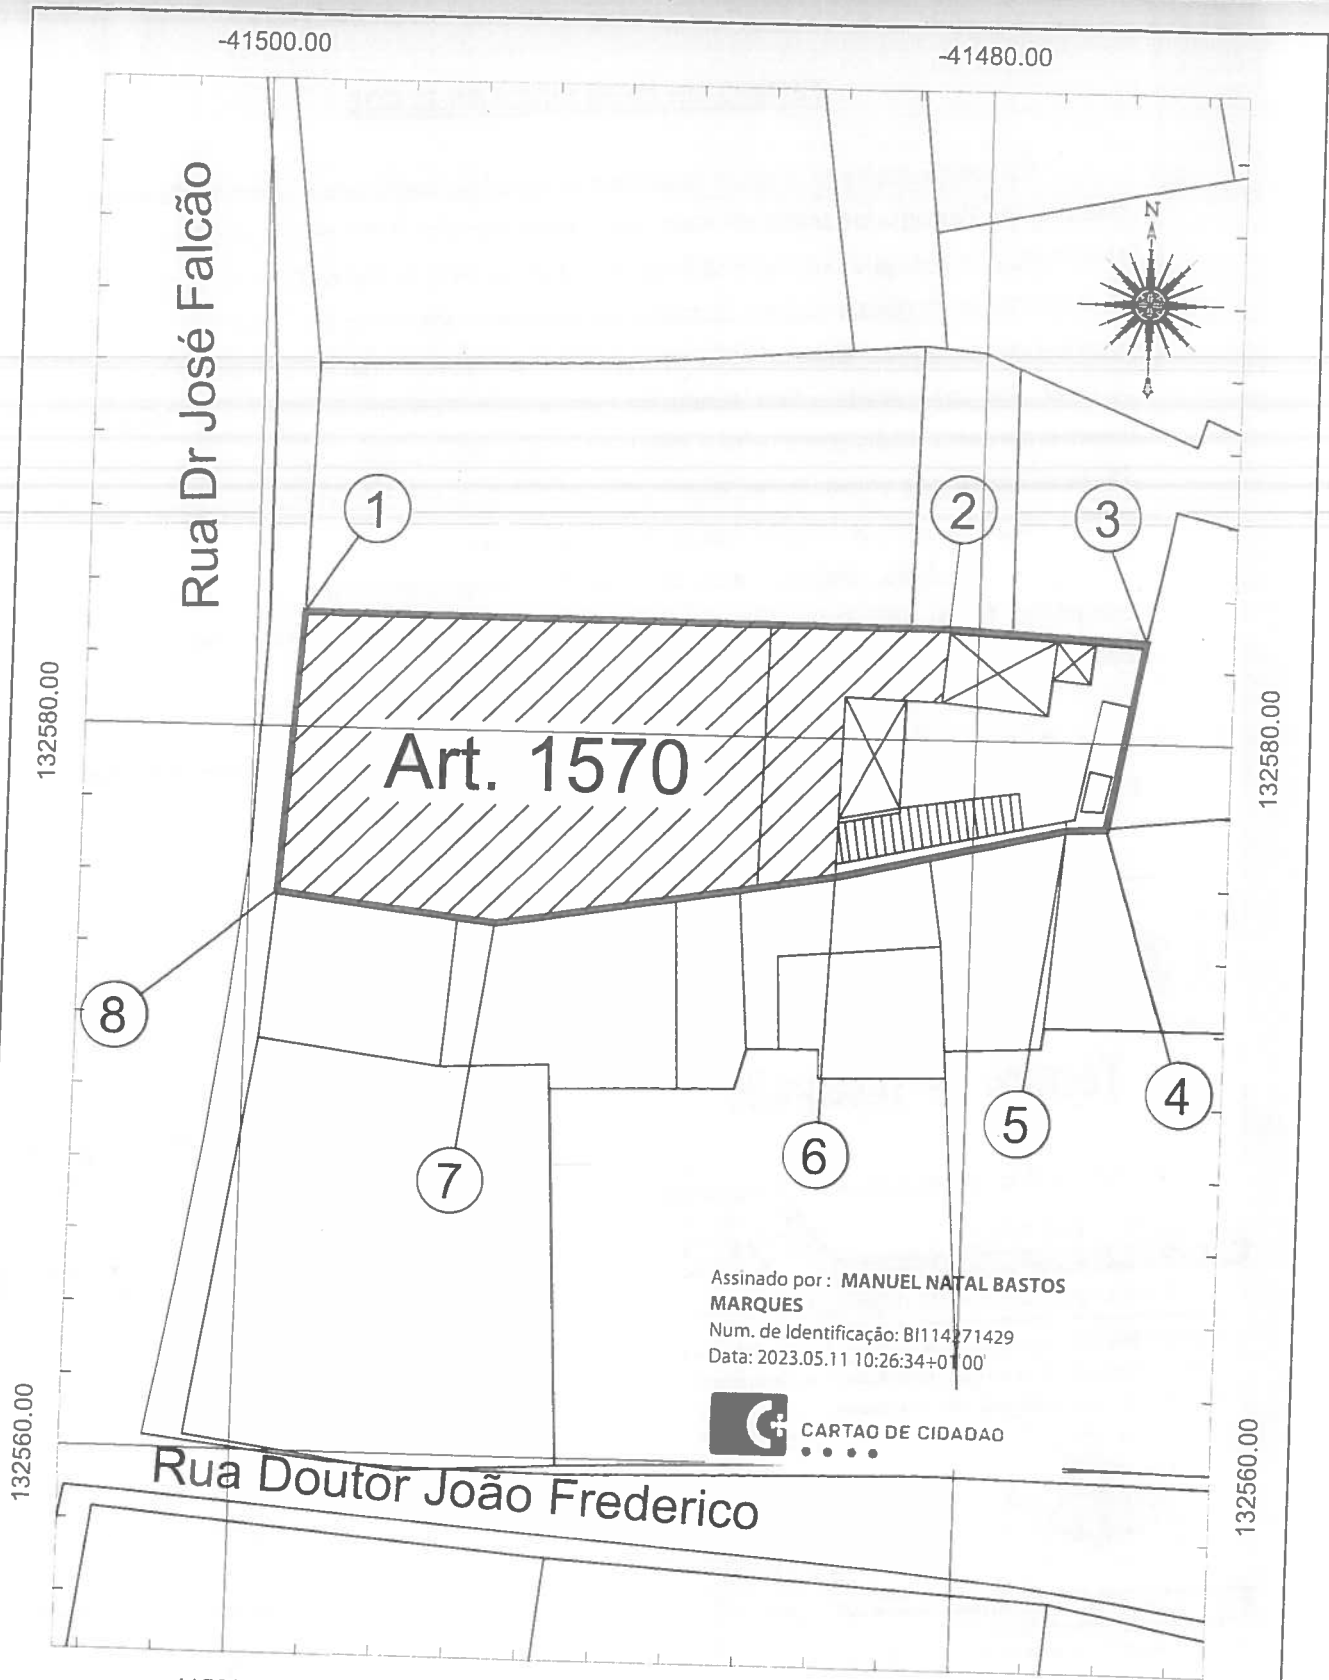 -41500.00
-41480.00
Rua Dr José Falcão
N
1
2
3
132580.00
132580.00
Art. 1570
8
7
6
5
4
Assinado por: MANUEL NATAL BASTOS
MARQUES
Num. de Identificação: BI114271429
Data: 2023.05.11 10:26:34+01'00'
CARTÃO DE CIDADÃO
132560.00
132560.00
Rua Doutor João Frederico